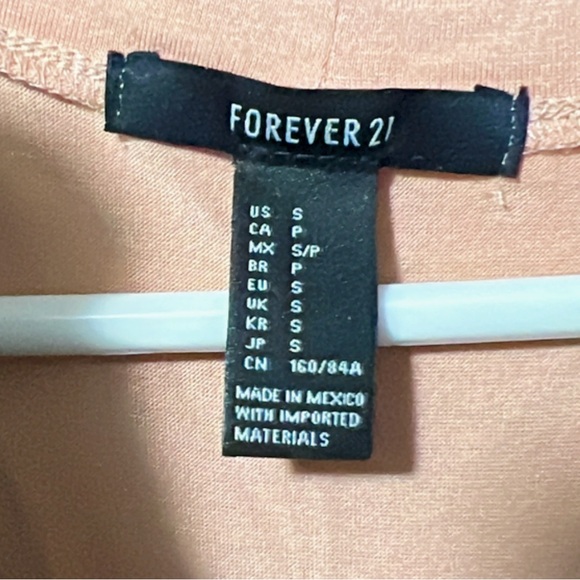 FOREVER 21
US S
CA P
MX S/P
BR P
EU S
UK S
KR S
JP S
CN 160/84A
MADE IN MEXICO
WITH IMPORTED
MATERIALS